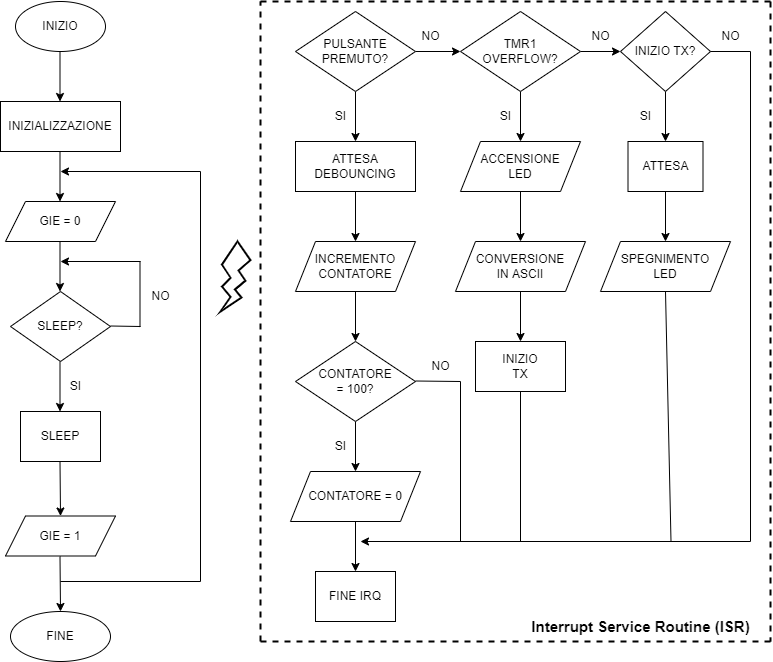 INIZIO
INIZIALIZZAZIONE
GIE = 0
SLEEP?
NO
SI
SLEEP
GIE = 1
FINE
PULSANTE
PREMUTO?
NO
TMR1
OVERFLOW?
NO
INIZIO TX?
NO
SI
SI
SI
ATTESA
DEBOUNCING
ACCENSIONE
LED
ATTESA
INCREMENTO
CONTATORE
CONVERSIONE
IN ASCII
SPEGNIMENTO
LED
CONTATORE
= 100?
NO
INIZIO
TX
SI
CONTATORE = 0
FINE IRQ
Interrupt Service Routine (ISR)